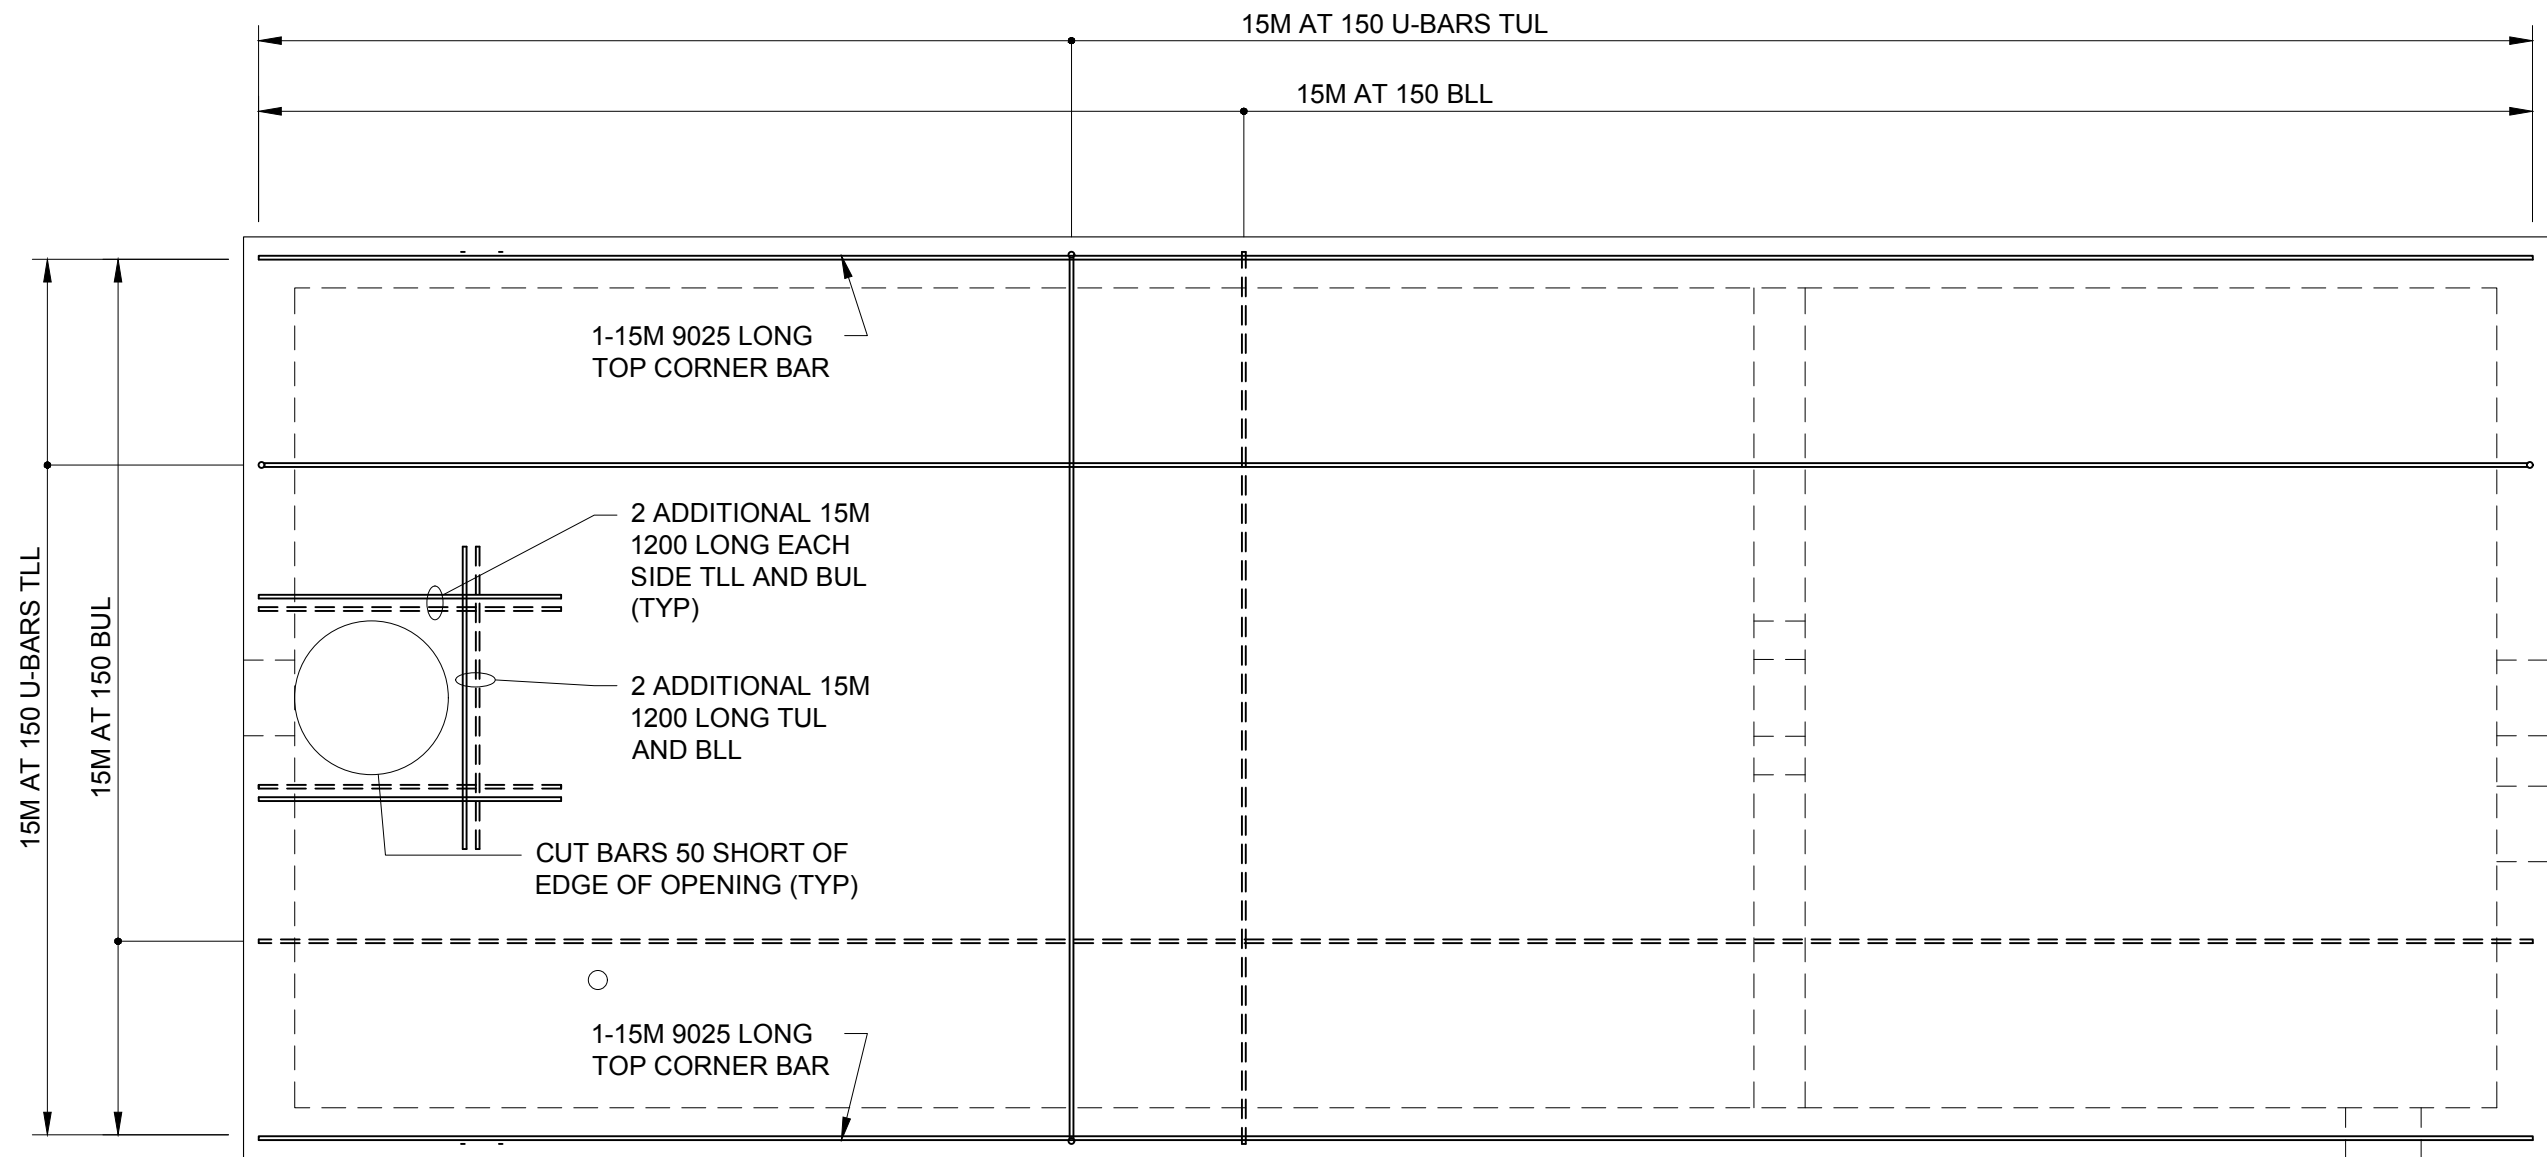 15M AT 150 U-BARS TUL
15M AT 150 BLL
1-15M 9025 LONG
TOP CORNER BAR
2 ADDITIONAL 15M
1200 LONG EACH
SIDE TLL AND BUL
(TYP)
15M AT 150 U-BARS TLL
15M AT 150 BUL
2 ADDITIONAL 15M
1200 LONG TUL
AND BLL
CUT BARS 50 SHORT OF
EDGE OF OPENING (TYP)
1-15M 9025 LONG
TOP CORNER BAR